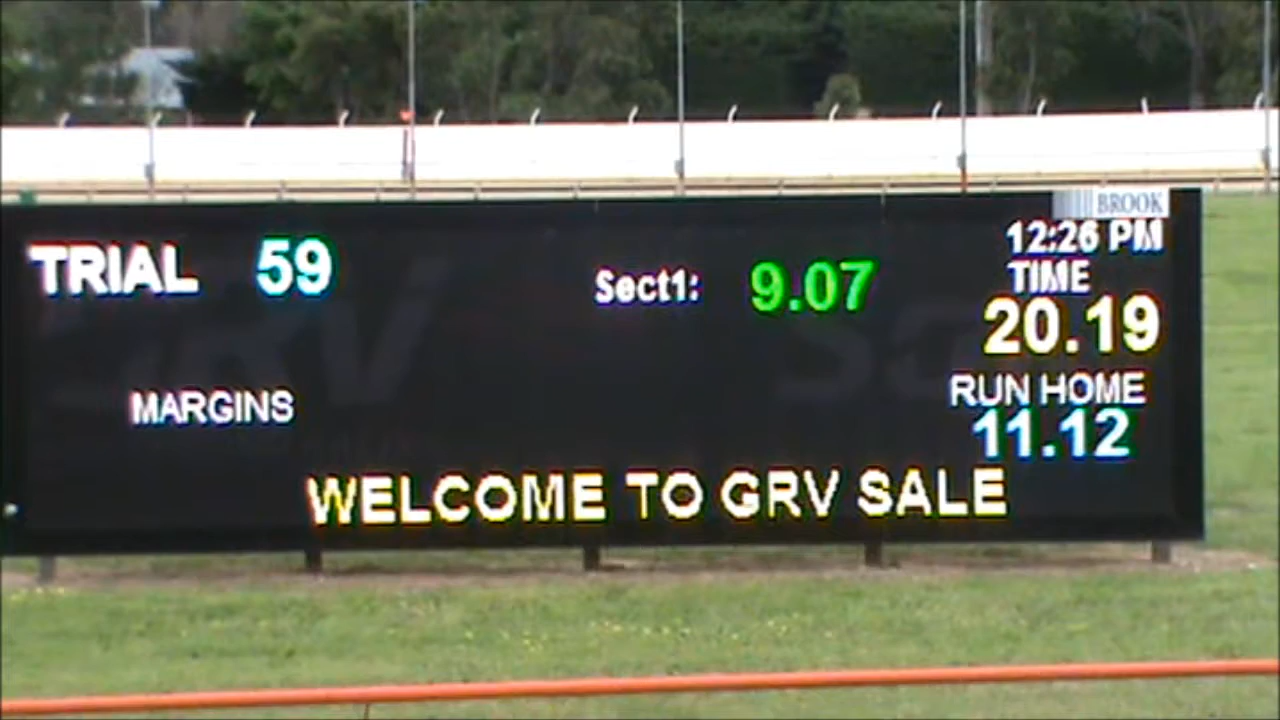 BROOK
12:26 PM
TRIAL 59
Sect1: 9.07
TIME
20.19
RUN HOME
11.12
MARGINS
WELCOME TO GRV SALE